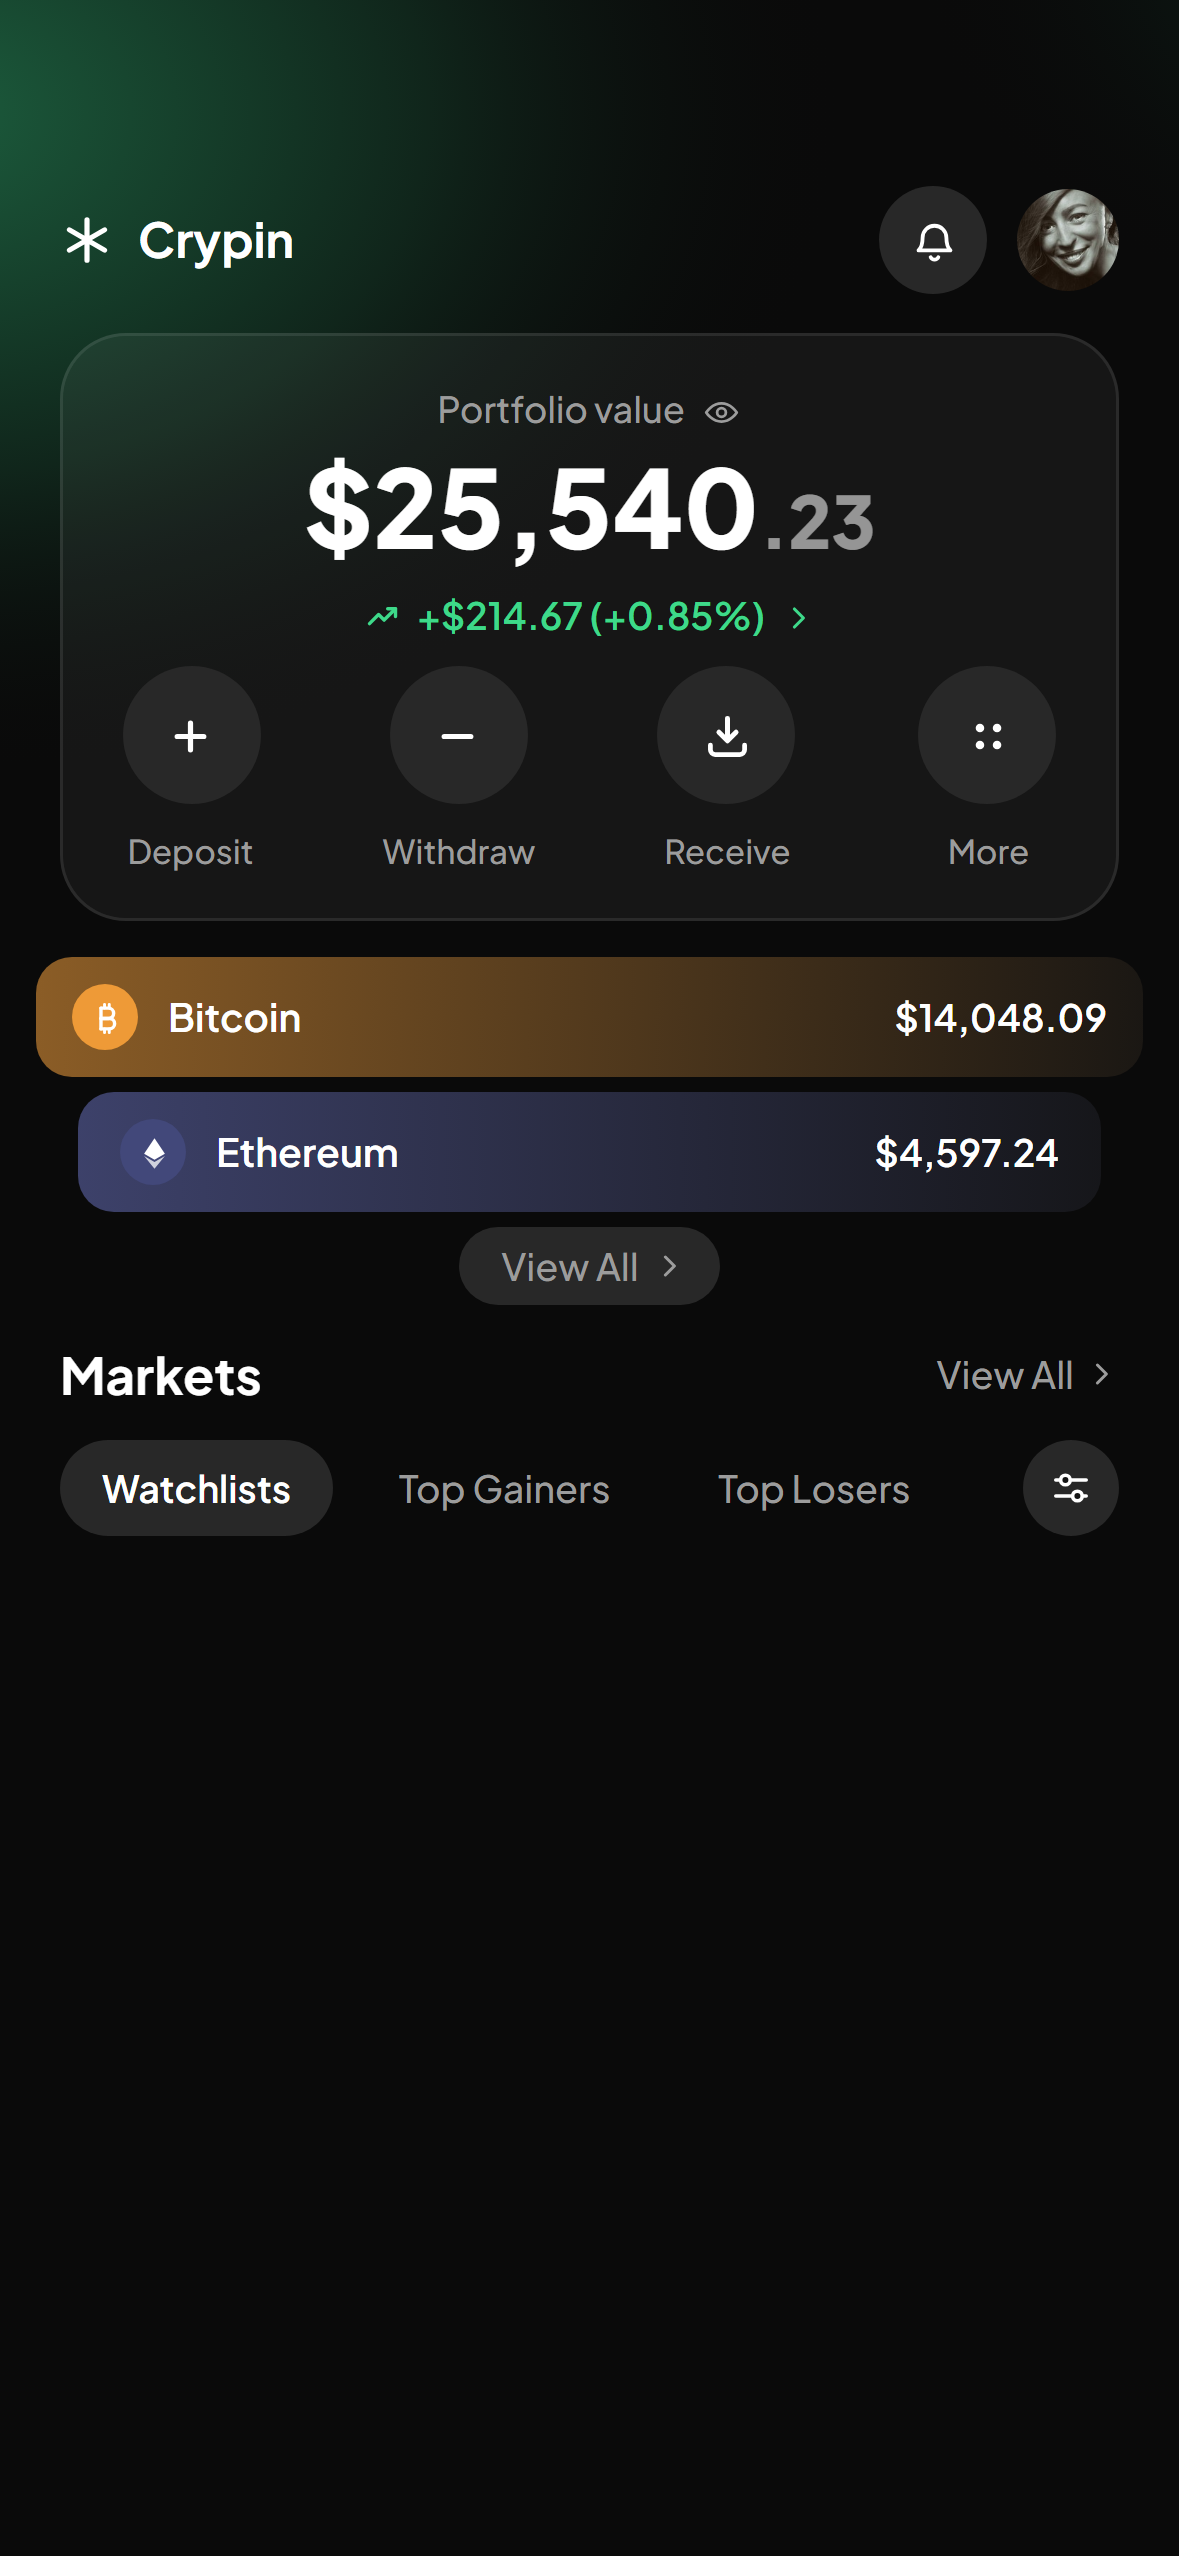 Crypin
Portfolio value
$25,540.23
+$214.67 (+0.85%)
Deposit Withdraw Receive More
Bitcoin $14,048.09
Ethereum $4,597.24
View All
Markets View All
Watchlists Top Gainers Top Losers